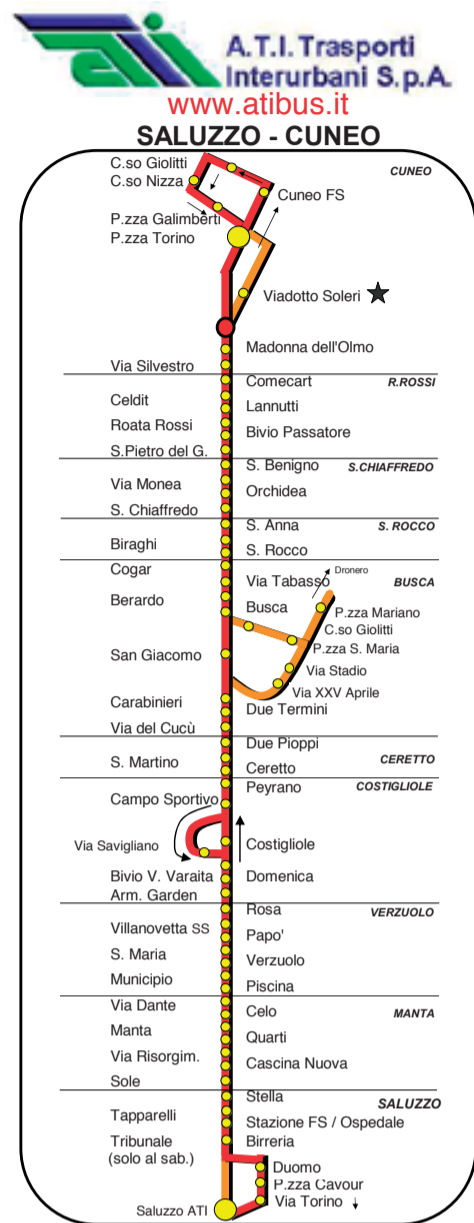 ati
A.T.I. Trasporti
Interurbani S.p.A.
www.atibus.it
SALUZZO - CUNEO
C.so Giolitti
CUNEO
C.so Nizza
Cuneo FS
P.zza Galimberti
P.zza Torino
Viadotto Soleri
Madonna dell'Olmo
Via Silvestro
Comecart
R.ROSSI
Celdit
Lannutti
Roata Rossi
Bivio Passatore
S.Pietro del G.
S. Benigno
S.CHIAFFREDO
Via Monea
Orchidea
S. Chiaffredo
S. Anna
S. ROCCO
Biraghi
S. Rocco
Cogar
Dronero
Via Tabasso
BUSCA
Berardo
Busca
P.zza Mariano
C.so Giolitti
P.zza S. Maria
San Giacomo
Via Stadio
Via XXV Aprile
Carabinieri
Due Termini
Via del Cucù
Due Pioppi
S. Martino
Ceretto
CERETTO
Peyrano
COSTIGLIOLE
Campo Sportivo
Via Savigliano
Costigliole
Bivio V. Varaita
Domenica
Arm. Garden
Rosa
VERZUOLO
Villanovetta SS
Papo'
S. Maria
Verzuolo
Municipio
Piscina
Via Dante
Celo
MANTA
Manta
Quarti
Via Risorgim.
Cascina Nuova
Sole
Stella
SALUZZO
Tapparelli
Stazione FS / Ospedale
Tribunale
Birreria
(solo al sab.)
Duomo
P.zza Cavour
Via Torino
Saluzzo ATI